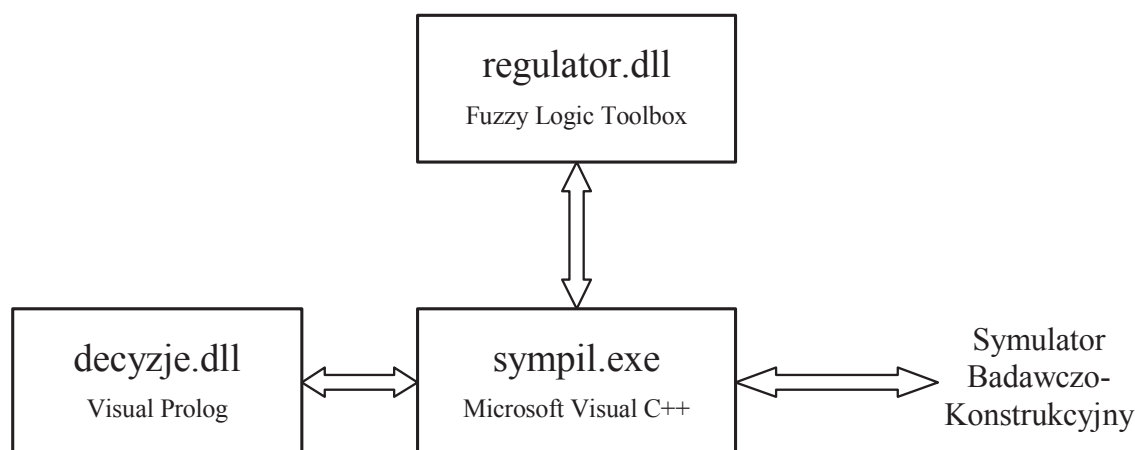 regulator.dll
Fuzzy Logic Toolbox
decyzje.dll
Visual Prolog
sympil.exe
Microsoft Visual C++
Symulator
Badawczo-
Konstrukcyjny